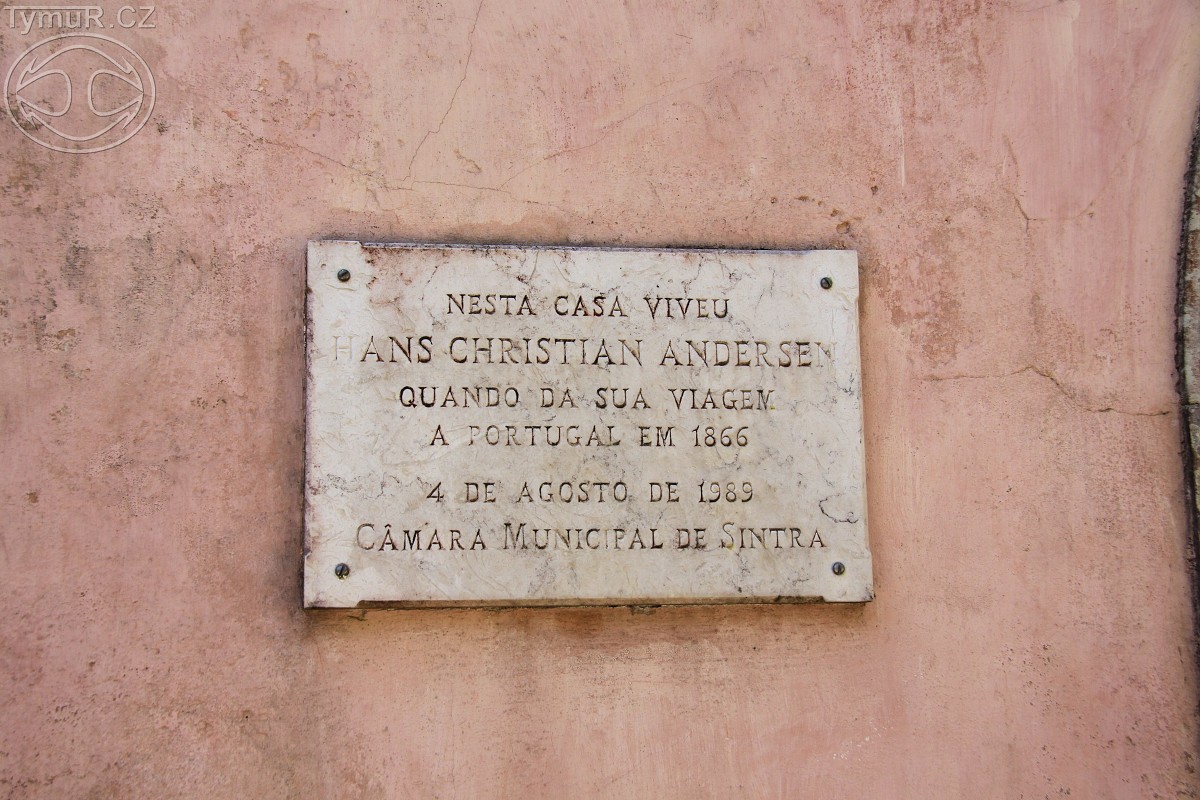 TymuR.CZ
NESTA CASA VIVEU
HANS CHRISTIAN ANDERSEN
QUANDO DA SUA VIAGEM
A PORTUGAL EM 1866
4 DE AGOSTO DE 1989
CÂMARA MUNICIPAL DE SINTRA